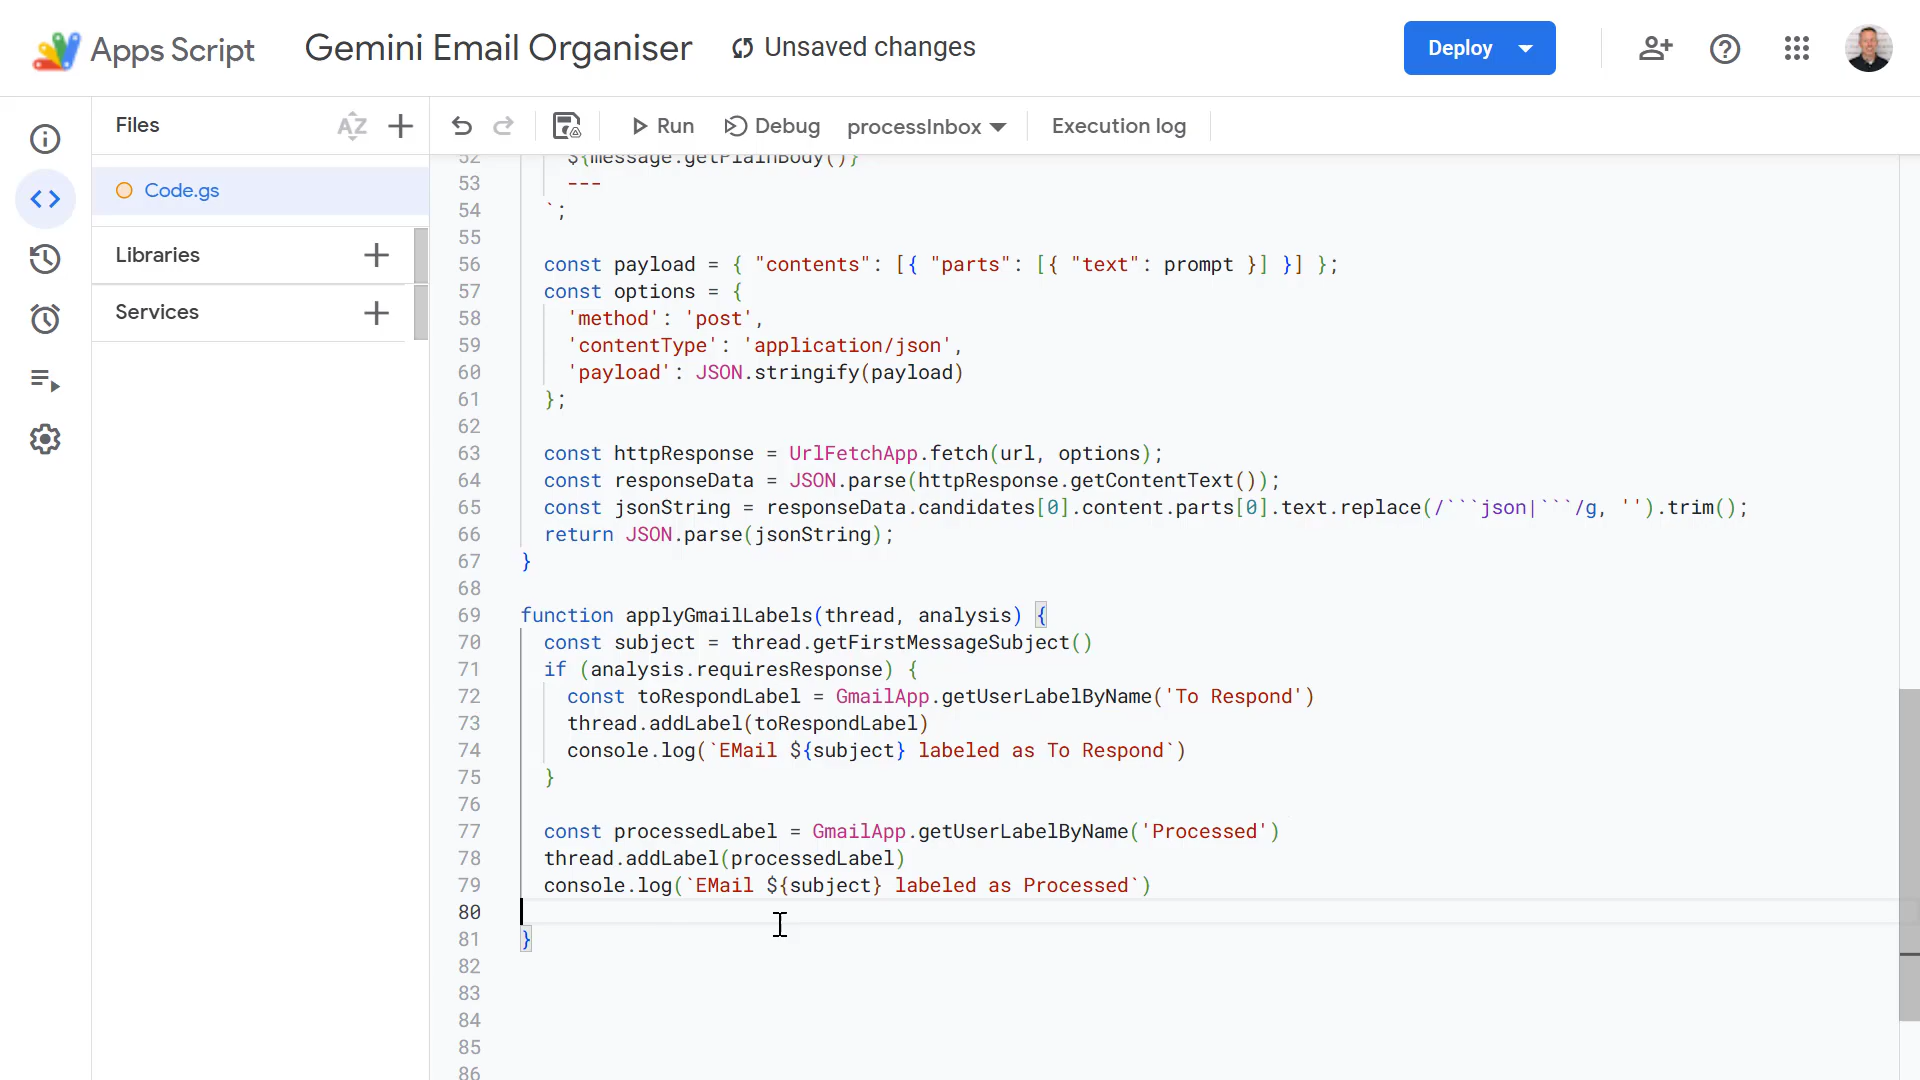 Apps Script
Gemini Email Organiser
Unsaved changes
Deploy
Files
AZ
Run
Debug
processInbox
Execution log
Code.gs
Libraries
Services
52 ${message.getPlainBody()}
53 ---
54 `;
55
56 const payload = { "contents": [{ "parts": [{ "text": prompt }] }] };
57 const options = {
58 'method': 'post',
59 'contentType': 'application/json',
60 'payload': JSON.stringify(payload)
61 };
62
63 const httpResponse = UrlFetchApp.fetch(url, options);
64 const responseData = JSON.parse(httpResponse.getContentText());
65 const jsonString = responseData.candidates[0].content.parts[0].text.replace(/```json|```/g, '').trim();
66 return JSON.parse(jsonString);
67 }
68
69 function applyGmailLabels(thread, analysis) {
70 const subject = thread.getFirstMessageSubject()
71 if (analysis.requiresResponse) {
72 const toRespondLabel = GmailApp.getUserLabelByName('To Respond')
73 thread.addLabel(toRespondLabel)
74 console.log(`EMail ${subject} labeled as To Respond`)
75 }
76
77 const processedLabel = GmailApp.getUserLabelByName('Processed')
78 thread.addLabel(processedLabel)
79 console.log(`EMail ${subject} labeled as Processed`)
80
81 }
82
83
84
85
86